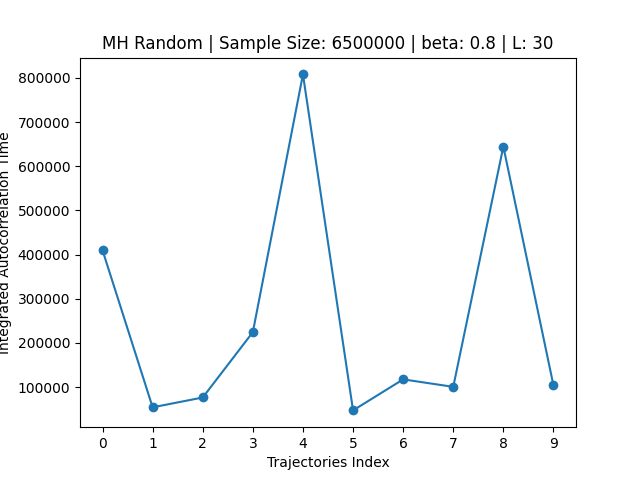 MH Random | Sample Size: 6500000 | beta: 0.8 | L: 30
Integrated Autocorrelation Time
800000
700000
600000
500000
400000
300000
200000
100000
0 1 2 3 4 5 6 7 8 9
Trajectories Index